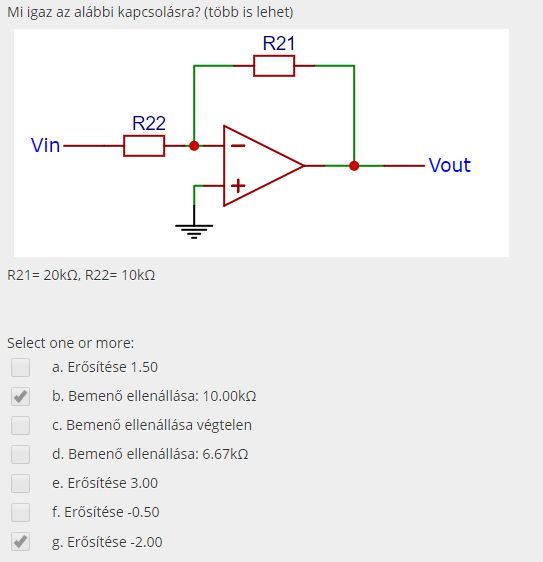 Mi igaz az alábbi kapcsolásra? (több is lehet)
R21
R22
Vin
Vout
R21= 20kΩ, R22= 10kΩ
Select one or more:
a. Erősítése 1.50
b. Bemenő ellenállása: 10.00kΩ
c. Bemenő ellenállása végtelen
d. Bemenő ellenállása: 6.67kΩ
e. Erősítése 3.00
f. Erősítése -0.50
g. Erősítése -2.00